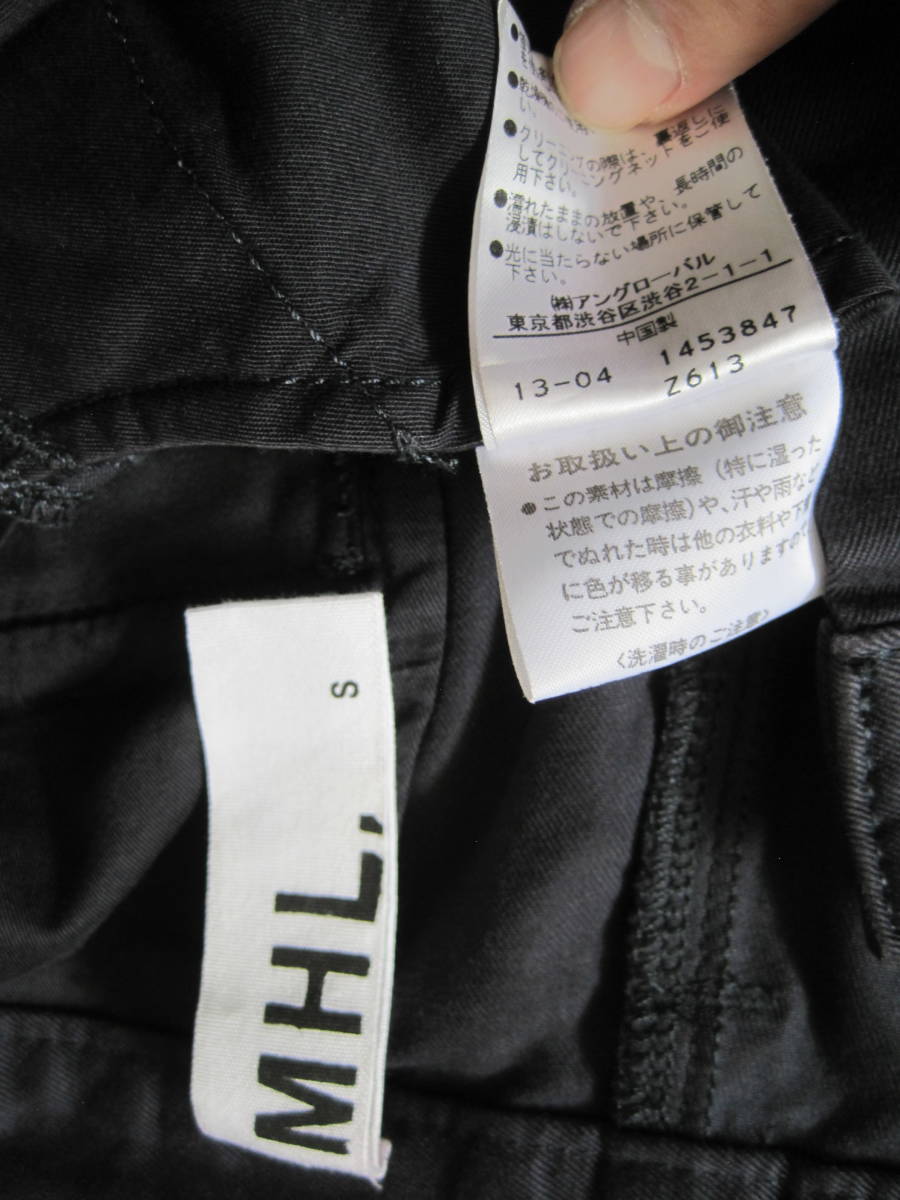 い。
●クリーニングの際は、裏返しに
してクリーニングネットをご使
用下さい。
●濡れたままの放置や、長時間の
浸漬はしないで下さい。
●光に当たらない場所に保管して
下さい。
㈱アングローバル
東京都渋谷区渋谷2-1-1
中国製
13-04 1453847
Z613
お取扱い上の御注意
●この素材は摩擦(特に湿った
状態での摩擦)や、汗や雨など
でぬれた時は他の衣料や下
に色が移る事がありますので
ご注意下さい。
〈洗濯時のご注意〉
S
MHL,